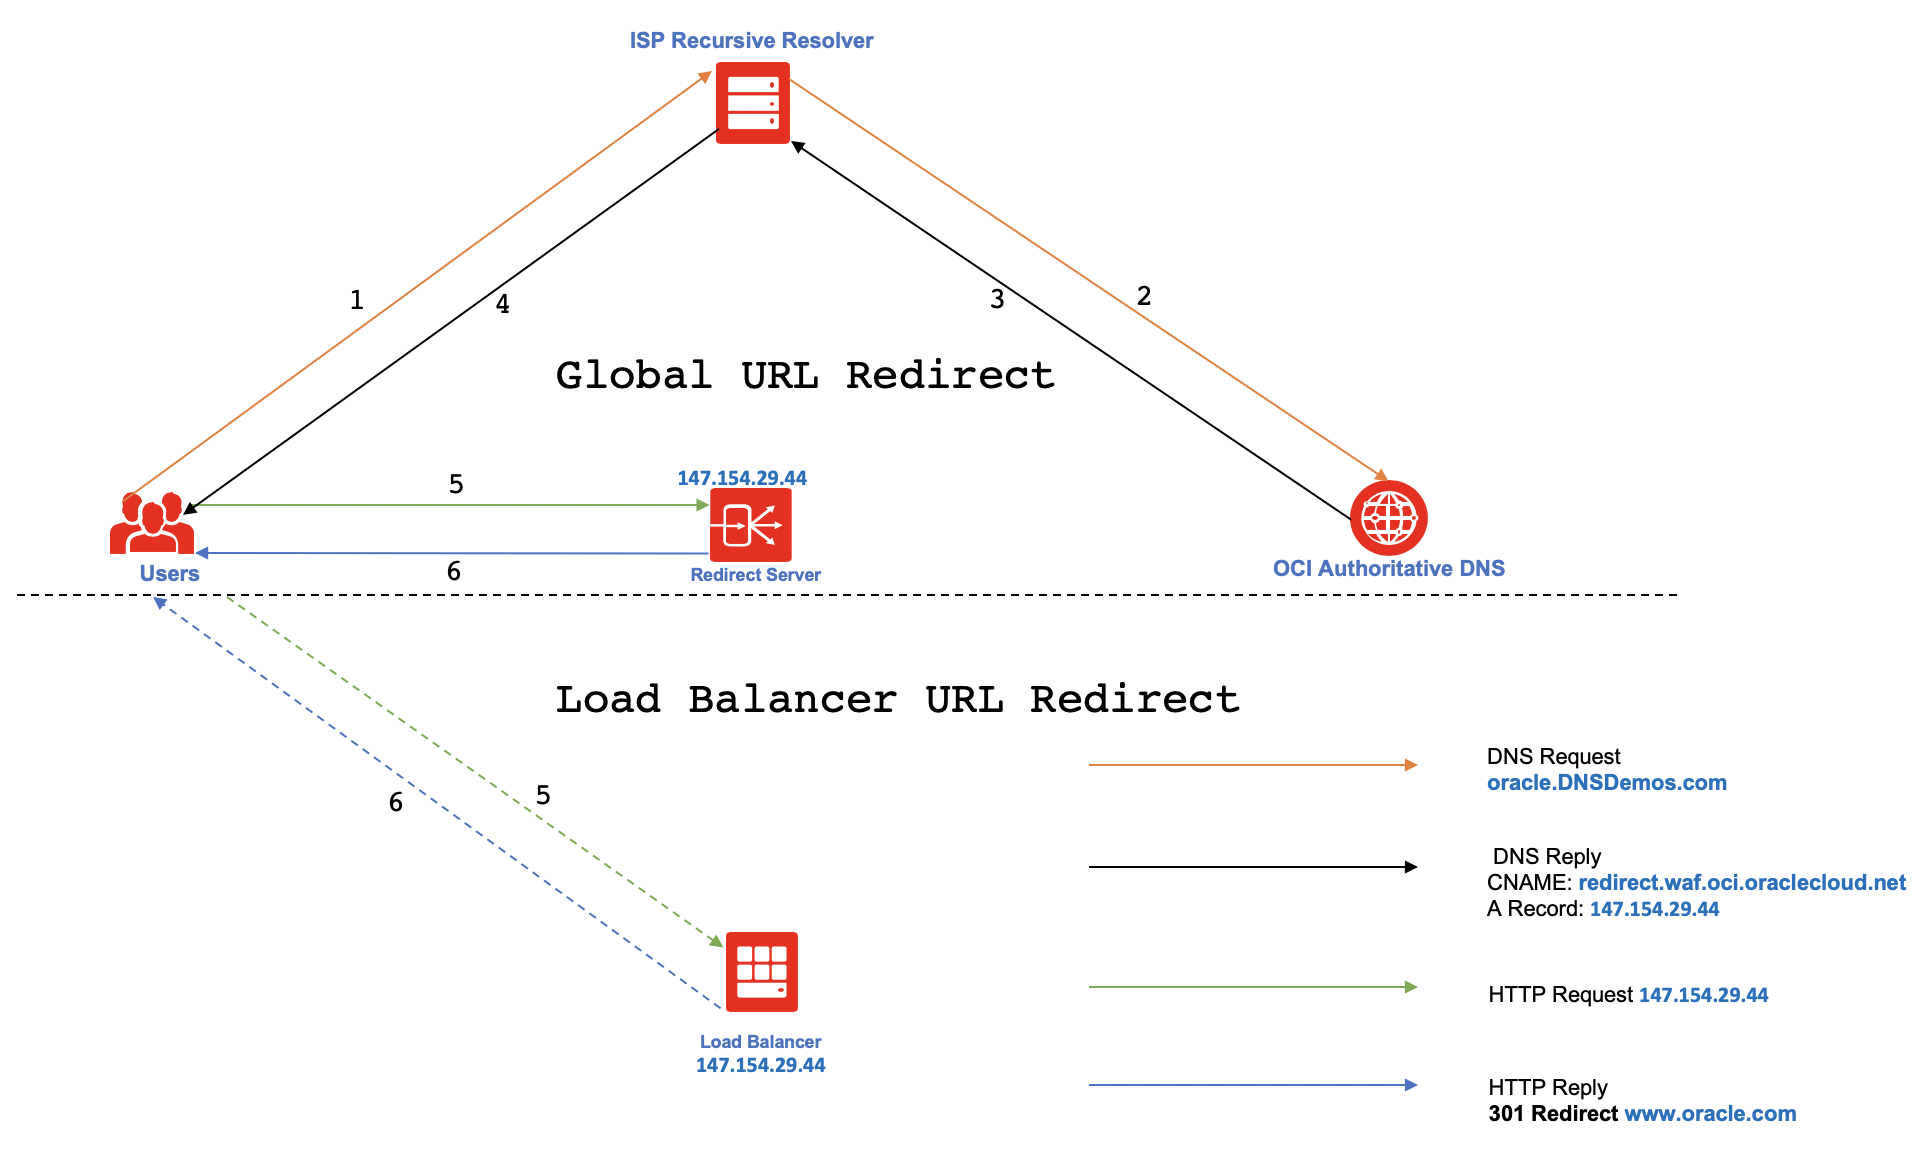 ISP Recursive Resolver
1
4
3
2
Global URL Redirect
5
147.154.29.44
6
Users
Redirect Server
OCI Authoritative DNS
Load Balancer URL Redirect
6
5
Load Balancer
147.154.29.44
DNS Request
oracle.DNSDemos.com
DNS Reply
CNAME: redirect.waf.oci.oraclecloud.net
A Record: 147.154.29.44
HTTP Request 147.154.29.44
HTTP Reply
301 Redirect www.oracle.com